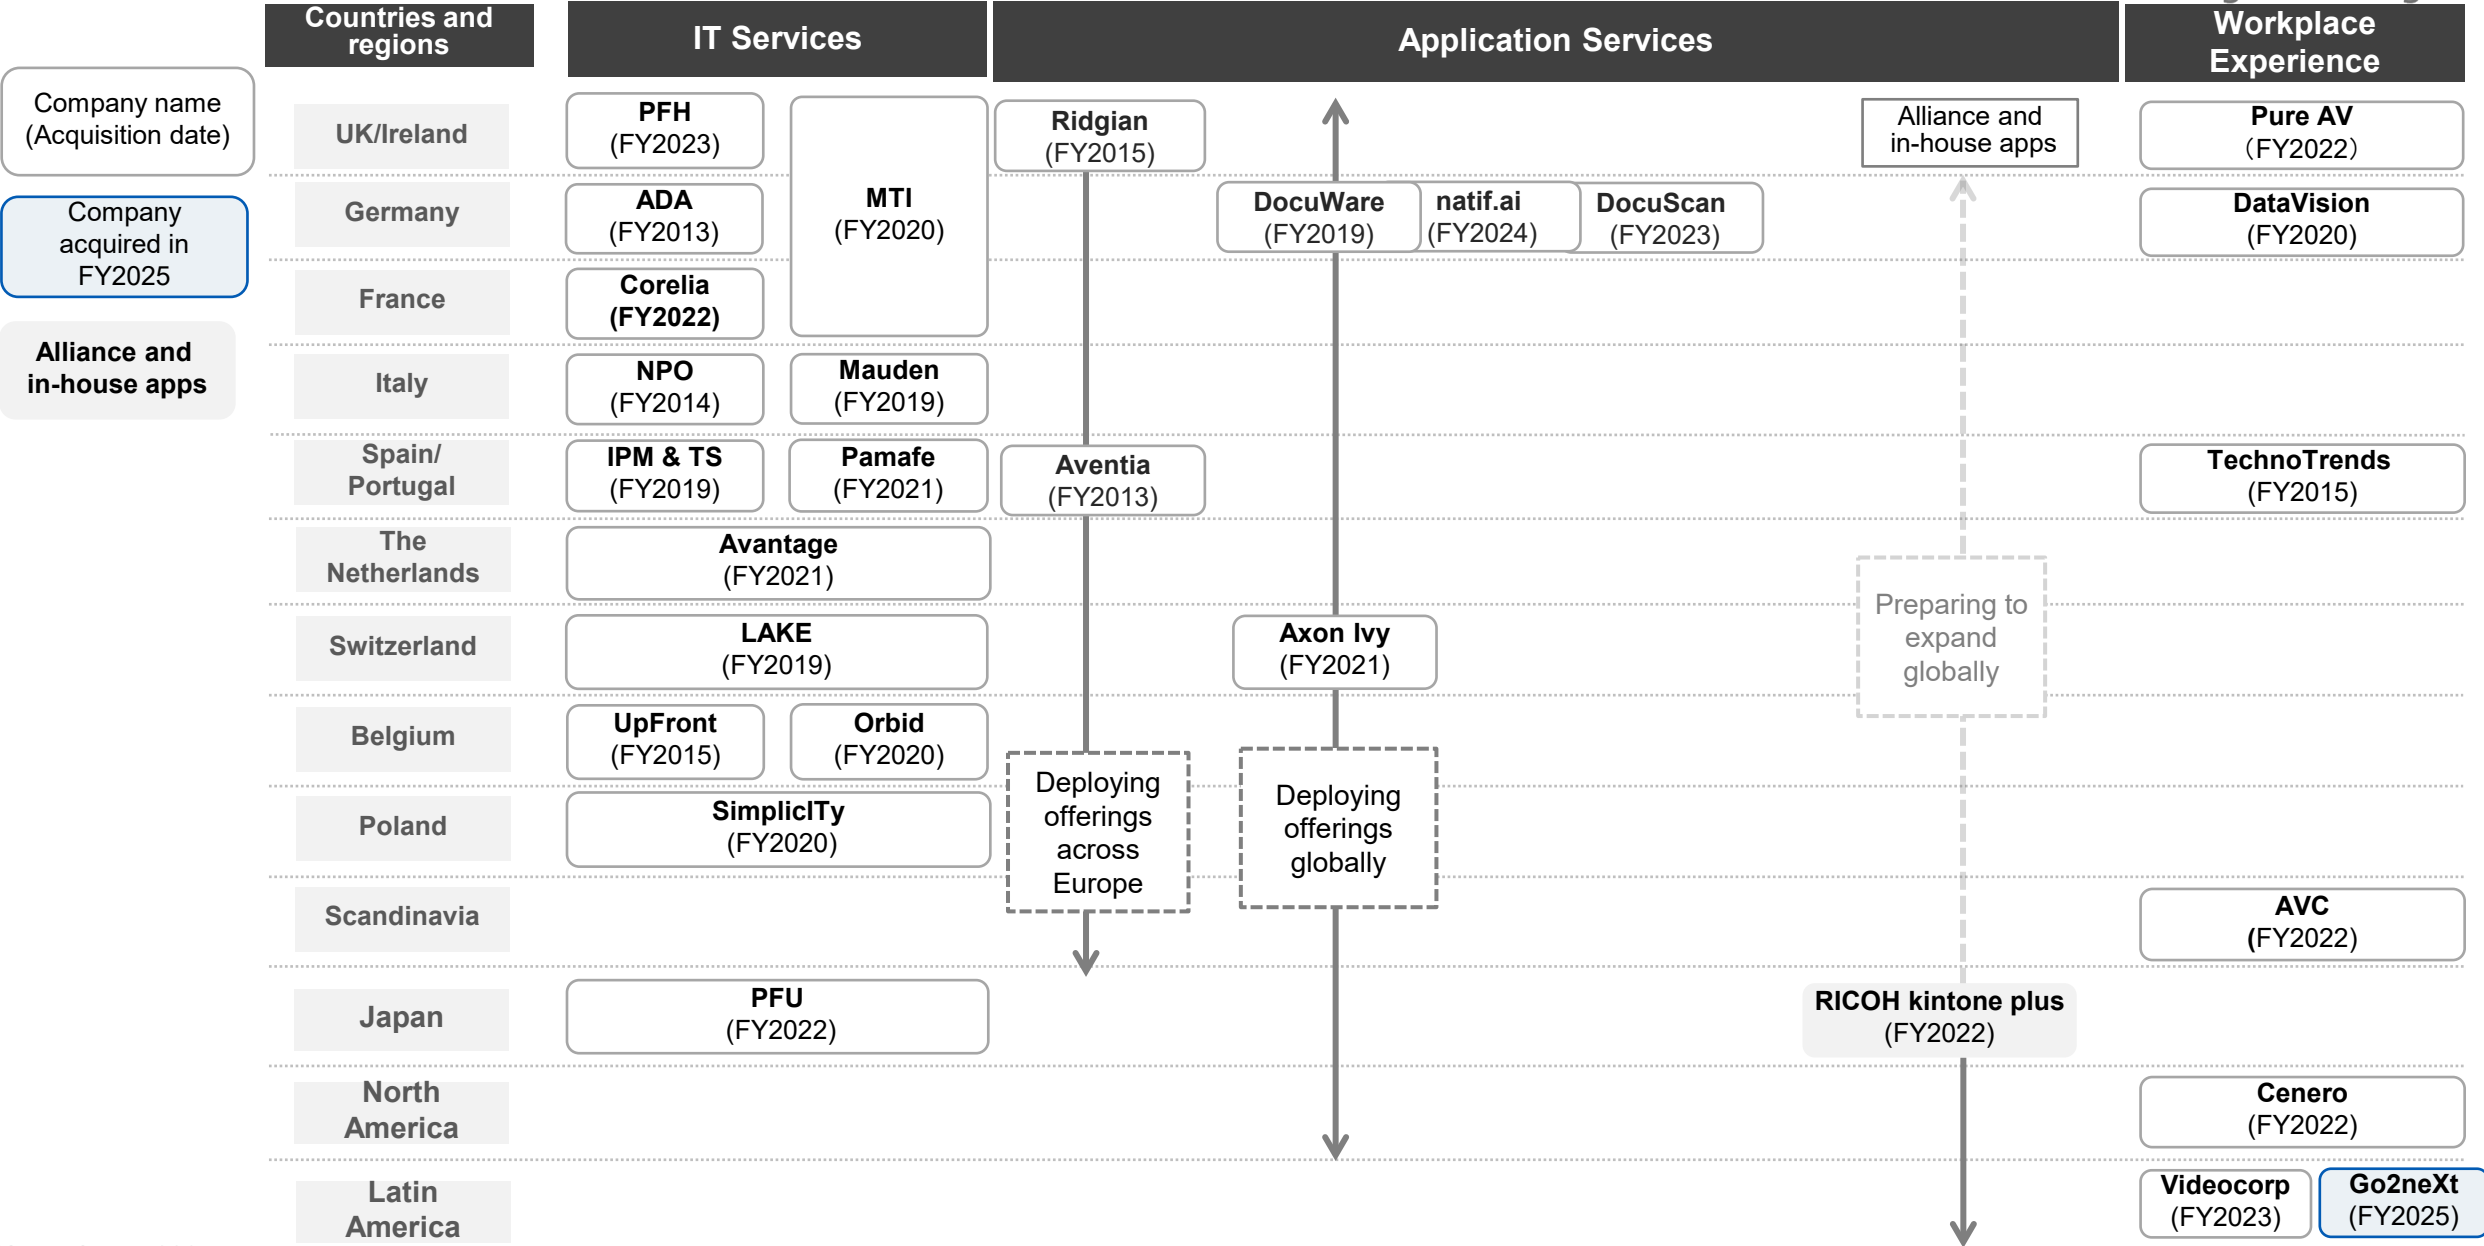 Countries and
regions
IT Services
Application Services
Workplace
Experience
Company name
(Acquisition date)
Company
acquired in
FY2025
Alliance and
in-house apps
UK/Ireland
PFH
(FY2023)
MTI
(FY2020)
Ridgian
(FY2015)
Alliance and
in-house apps
Pure AV
（FY2022）
Germany
ADA
(FY2013)
DocuWare
(FY2019)
natif.ai
(FY2024)
DocuScan
(FY2023)
DataVision
(FY2020)
France
Corelia
(FY2022)
Italy
NPO
(FY2014)
Mauden
(FY2019)
Spain/
Portugal
IPM & TS
(FY2019)
Pamafe
(FY2021)
Aventia
(FY2013)
TechnoTrends
(FY2015)
The
Netherlands
Avantage
(FY2021)
Preparing to
expand
globally
Switzerland
LAKE
(FY2019)
Axon Ivy
(FY2021)
Belgium
UpFront
(FY2015)
Orbid
(FY2020)
Deploying
offerings
across
Europe
Deploying
offerings
globally
Poland
SimplicITy
(FY2020)
Scandinavia
AVC
(FY2022)
Japan
PFU
(FY2022)
RICOH kintone plus
(FY2022)
North
America
Cenero
(FY2022)
Latin
America
Videocorp
(FY2023)
Go2neXt
(FY2025)